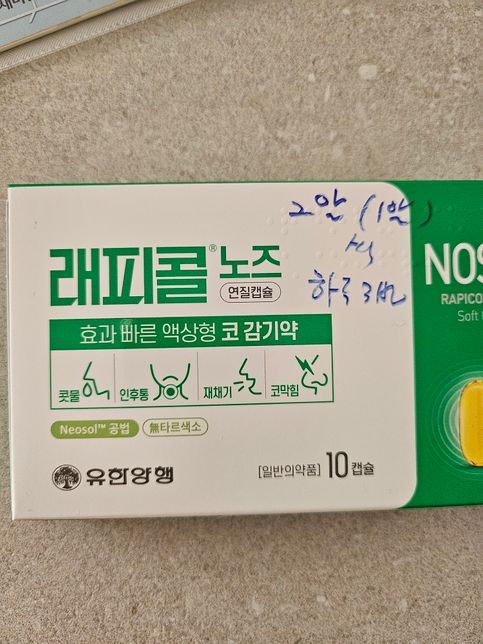 2알 (1알)
씩
하루 3번
래피콜® 노즈
연질캡슐
효과 빠른 액상형 코 감기약
콧물 인후통 재채기 코막힘
Neosol™ 공법 無타르색소
유한양행
[일반의약품] 10캡슐
NOS
RAPICO
Soft